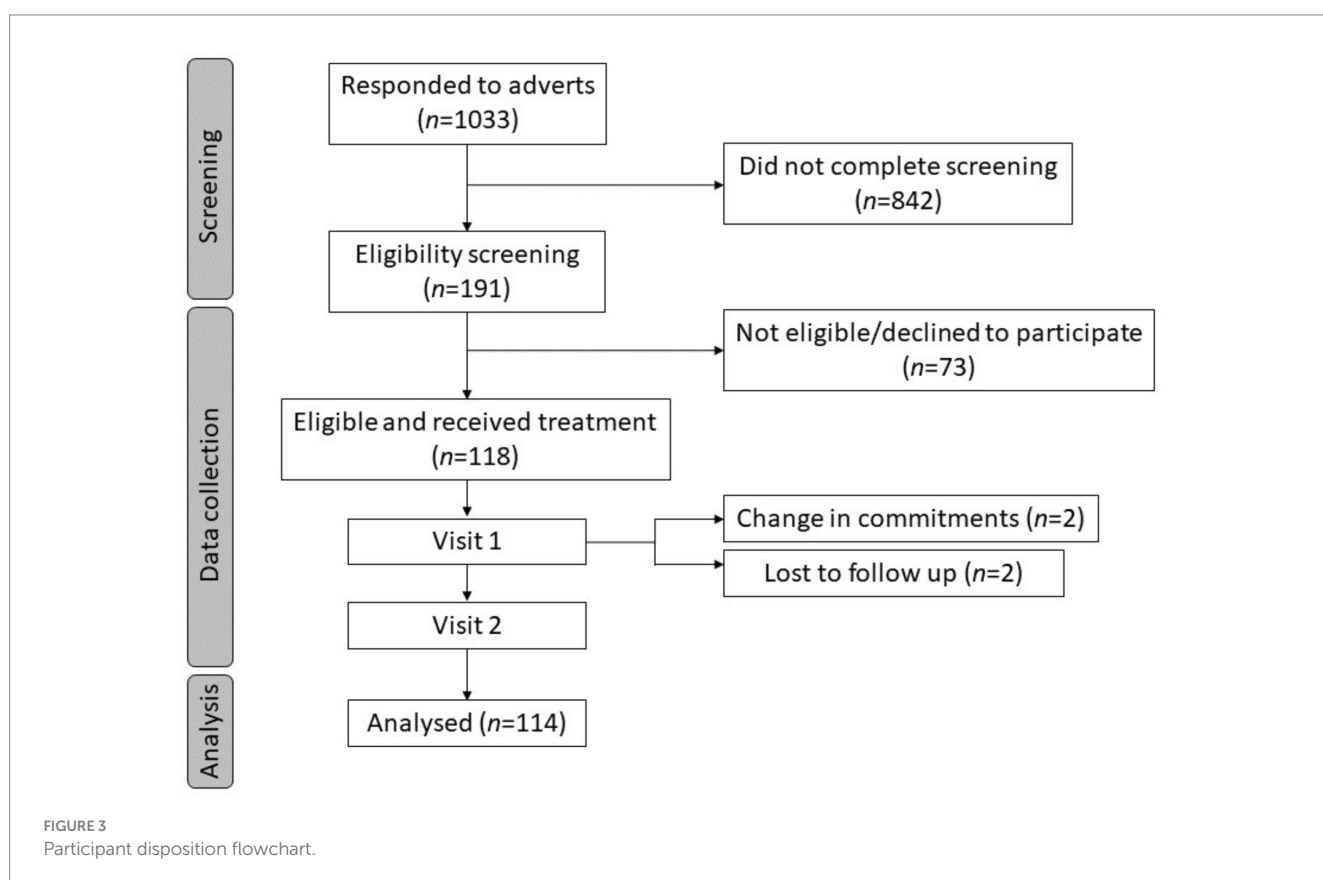 Screening
Responded to adverts
(n=1033)
Did not complete screening
(n=842)
Eligibility screening
(n=191)
Data collection
Not eligible/declined to participate
(n=73)
Eligible and received treatment
(n=118)
Visit 1
Change in commitments (n=2)
Lost to follow up (n=2)
Visit 2
Analysis
Analysed (n=114)
FIGURE 3
Participant disposition flowchart.